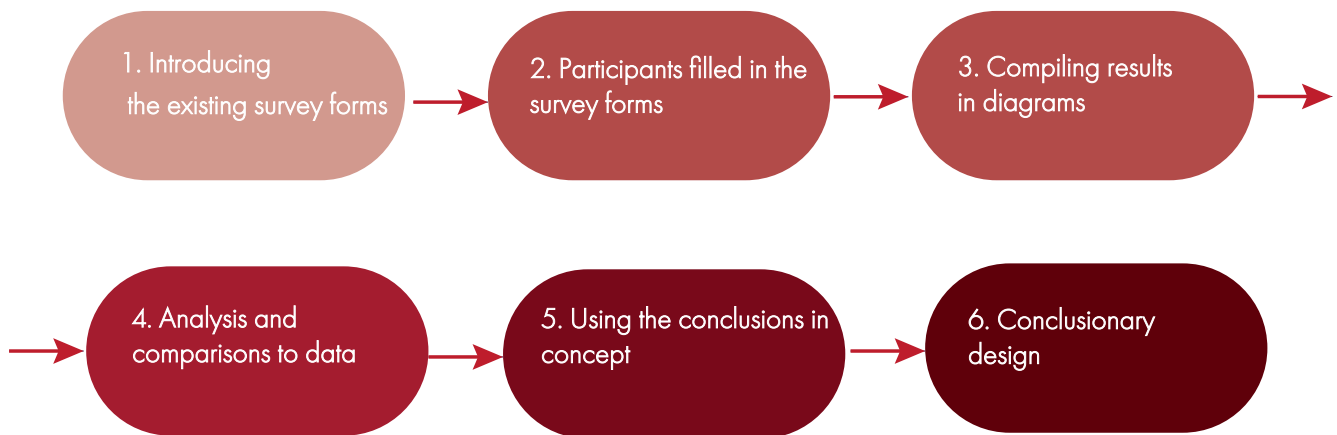 1. Introducing
the existing survey forms
2. Participants filled in the
survey forms
3. Compiling results
in diagrams
4. Analysis and
comparisons to data
5. Using the conclusions in
concept
6. Conclusionary
design